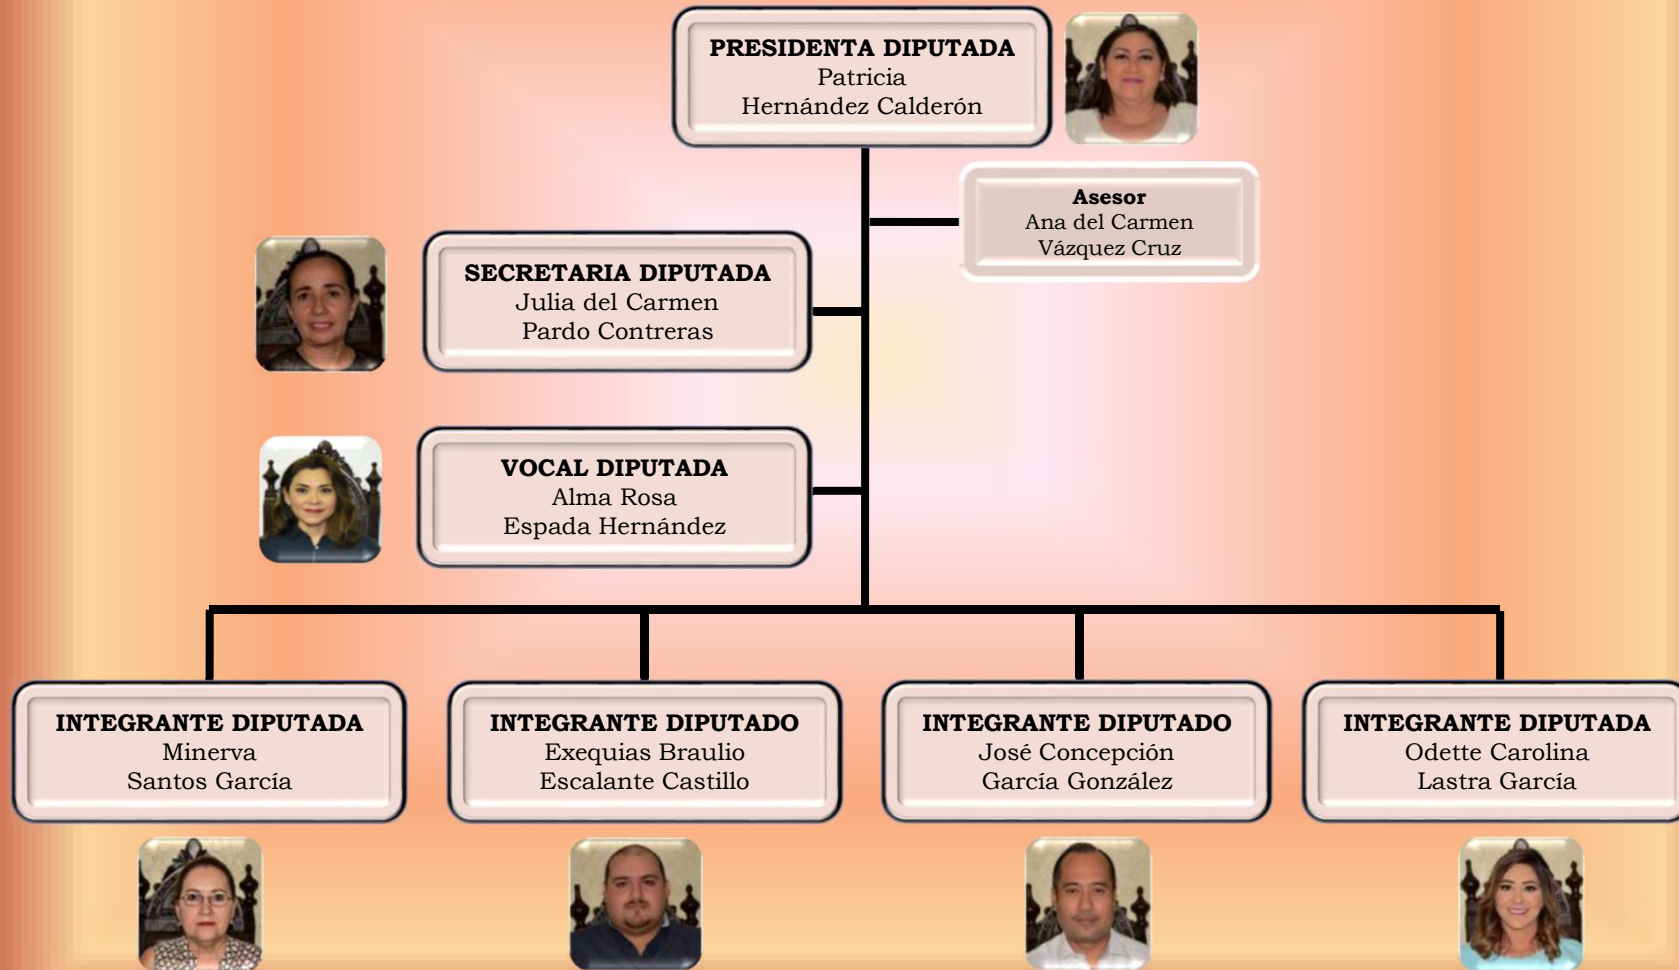 PRESIDENTA DIPUTADA
Patricia
Hernández Calderón
Asesor
Ana del Carmen
Vázquez Cruz
SECRETARIA DIPUTADA
Julia del Carmen
Pardo Contreras
VOCAL DIPUTADA
Alma Rosa
Espada Hernández
INTEGRANTE DIPUTADA
Minerva
Santos García
INTEGRANTE DIPUTADO
Exequias Braulio
Escalante Castillo
INTEGRANTE DIPUTADO
José Concepción
García González
INTEGRANTE DIPUTADA
Odette Carolina
Lastra García